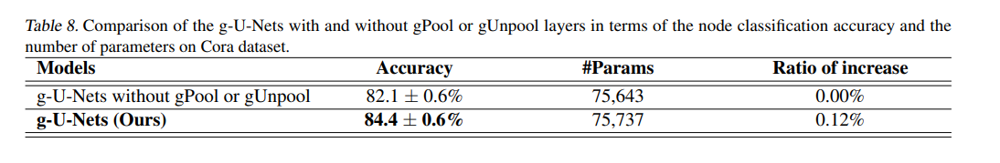 Table 8. Comparison of the g-U-Nets with and without gPool or gUnpool layers in terms of the node classification accuracy and the
number of parameters on Cora dataset.
Models Accuracy #Params Ratio of increase
g-U-Nets without gPool or gUnpool 82.1 ± 0.6% 75,643 0.00%
g-U-Nets (Ours) 84.4 ± 0.6% 75,737 0.12%